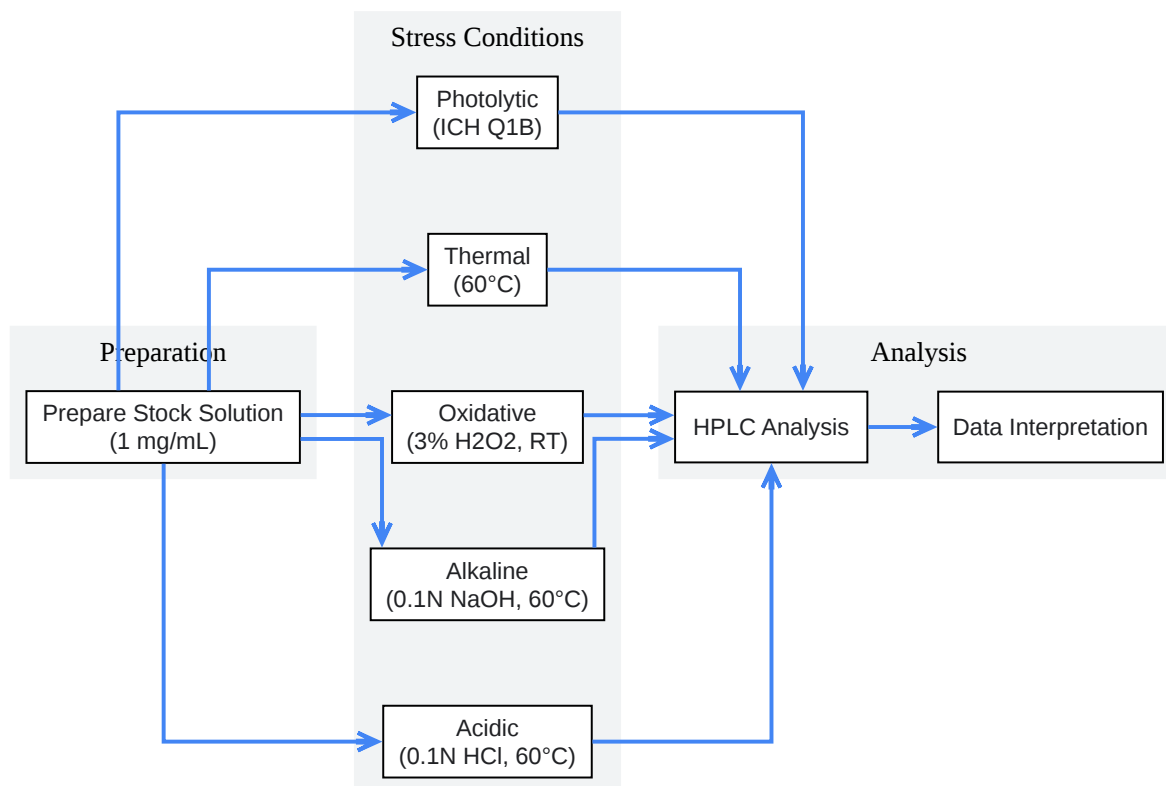 Stress Conditions
Photolytic
(ICH Q1B)
Thermal
(60°C)
Preparation
Prepare Stock Solution
(1 mg/mL)
Oxidative
(3% H2O2, RT)
Alkaline
(0.1N NaOH, 60°C)
Acidic
(0.1N HCl, 60°C)
Analysis
HPLC Analysis
Data Interpretation